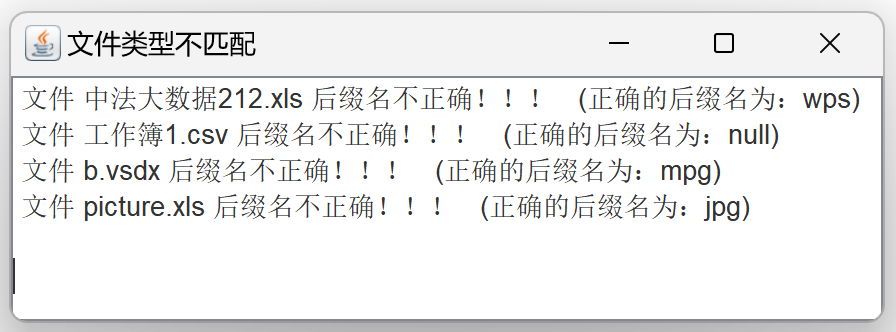 文件类型不匹配
文件 中法大数据212.xls 后缀名不正确！！！ (正确的后缀名为：wps)
文件 工作簿1.csv 后缀名不正确！！！ (正确的后缀名为：null)
文件 b.vsdx 后缀名不正确！！！ (正确的后缀名为：mpg)
文件 picture.xls 后缀名不正确！！！ (正确的后缀名为：jpg)